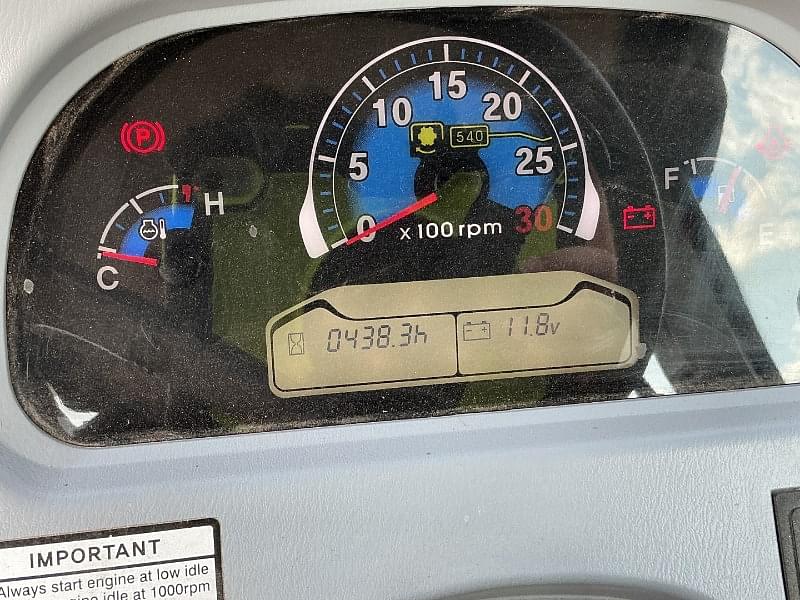 15
10
20
540
5
25
P
H
F
0
x 100 rpm
30
C
E
0438.3h
11.8v
IMPORTANT
Always start engine at low idle
idle at 1000rpm